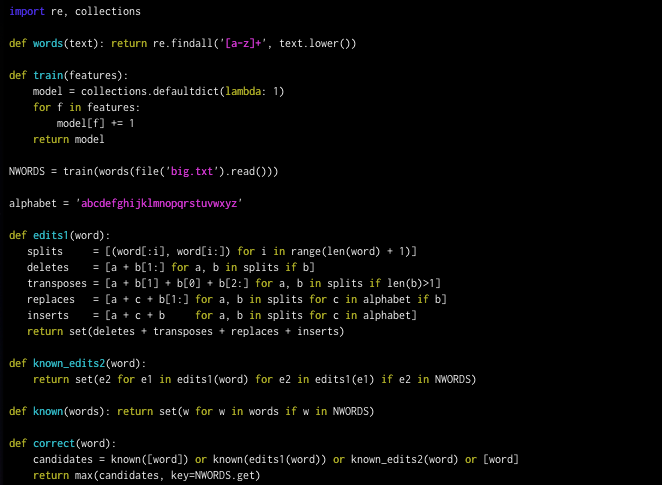 import re, collections

def words(text): return re.findall('[a-z]+', text.lower())

def train(features):
    model = collections.defaultdict(lambda: 1)
    for f in features:
        model[f] += 1
    return model

NWORDS = train(words(file('big.txt').read()))

alphabet = 'abcdefghijklmnopqrstuvwxyz'

def edits1(word):
   splits     = [(word[:i], word[i:]) for i in range(len(word) + 1)]
   deletes    = [a + b[1:] for a, b in splits if b]
   transposes = [a + b[1] + b[0] + b[2:] for a, b in splits if len(b)>1]
   replaces   = [a + c + b[1:] for a, b in splits for c in alphabet if b]
   inserts    = [a + c + b     for a, b in splits for c in alphabet]
   return set(deletes + transposes + replaces + inserts)

def known_edits2(word):
    return set(e2 for e1 in edits1(word) for e2 in edits1(e1) if e2 in NWORDS)

def known(words): return set(w for w in words if w in NWORDS)

def correct(word):
    candidates = known([word]) or known(edits1(word)) or known_edits2(word) or [word]
    return max(candidates, key=NWORDS.get)